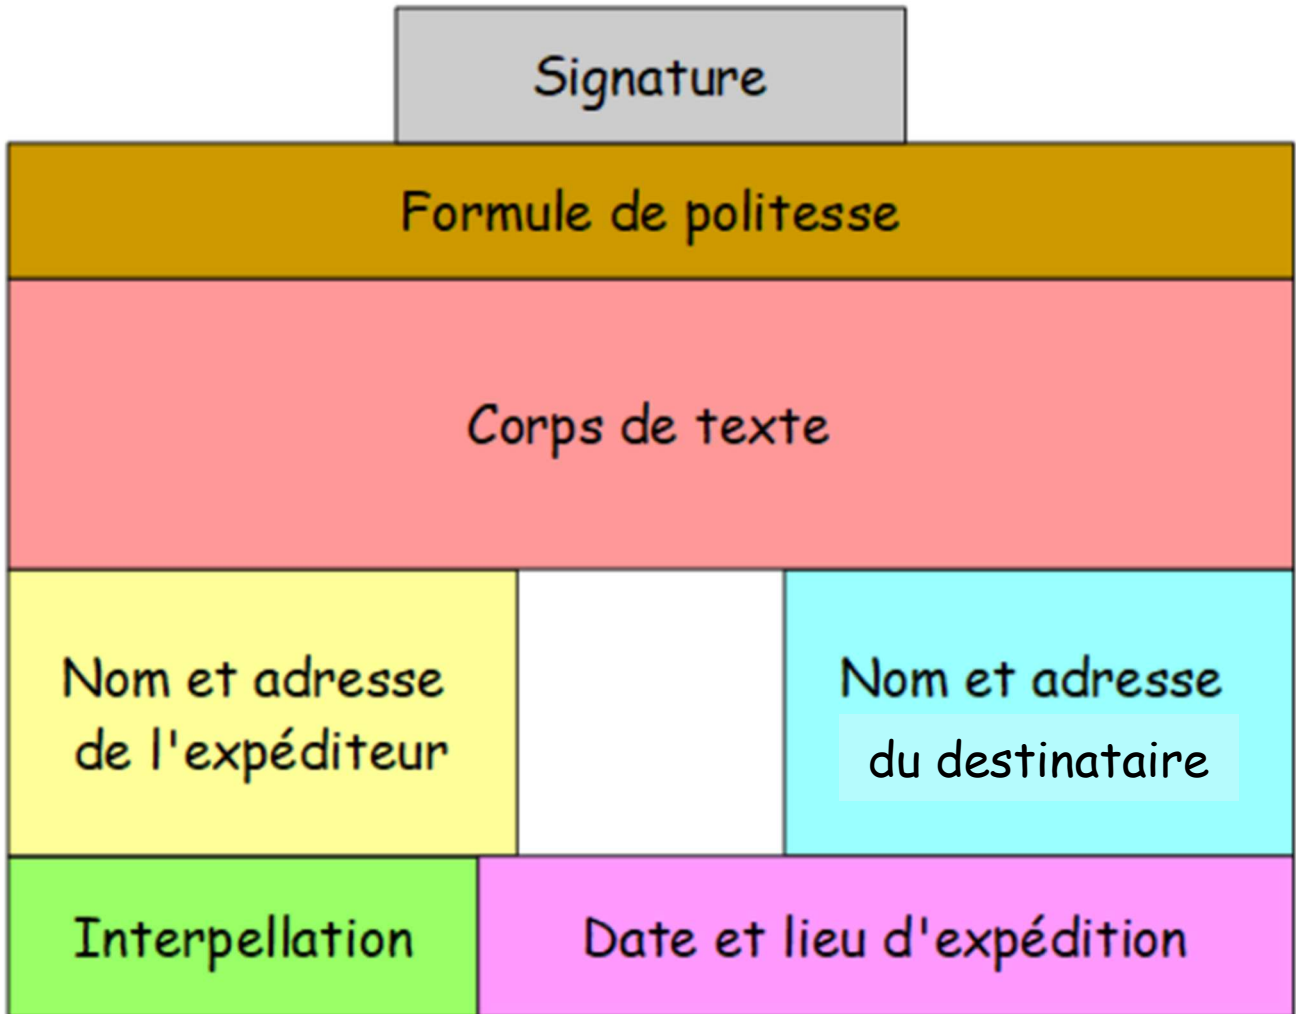 Signature
Formule de politesse
Corps de texte
Nom et adresse
de l'expéditeur
Nom et adresse
du destinataire
Interpellation
Date et lieu d'expédition